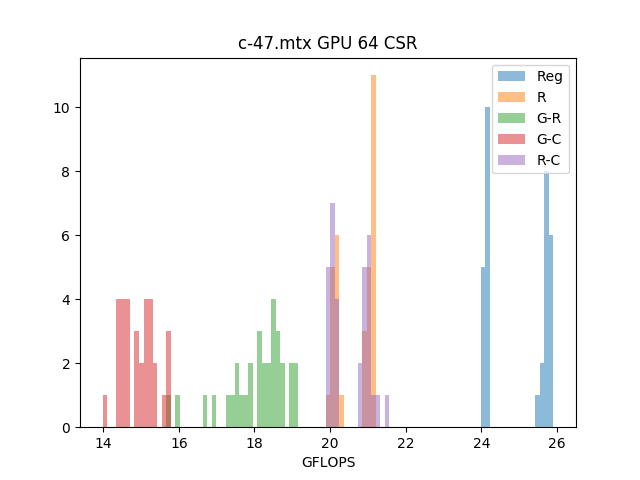 c-47.mtx GPU 64 CSR
Reg
R
G-R
G-C
R-C
10
8
6
4
2
0
14 16 18 20 22 24 26
GFLOPS